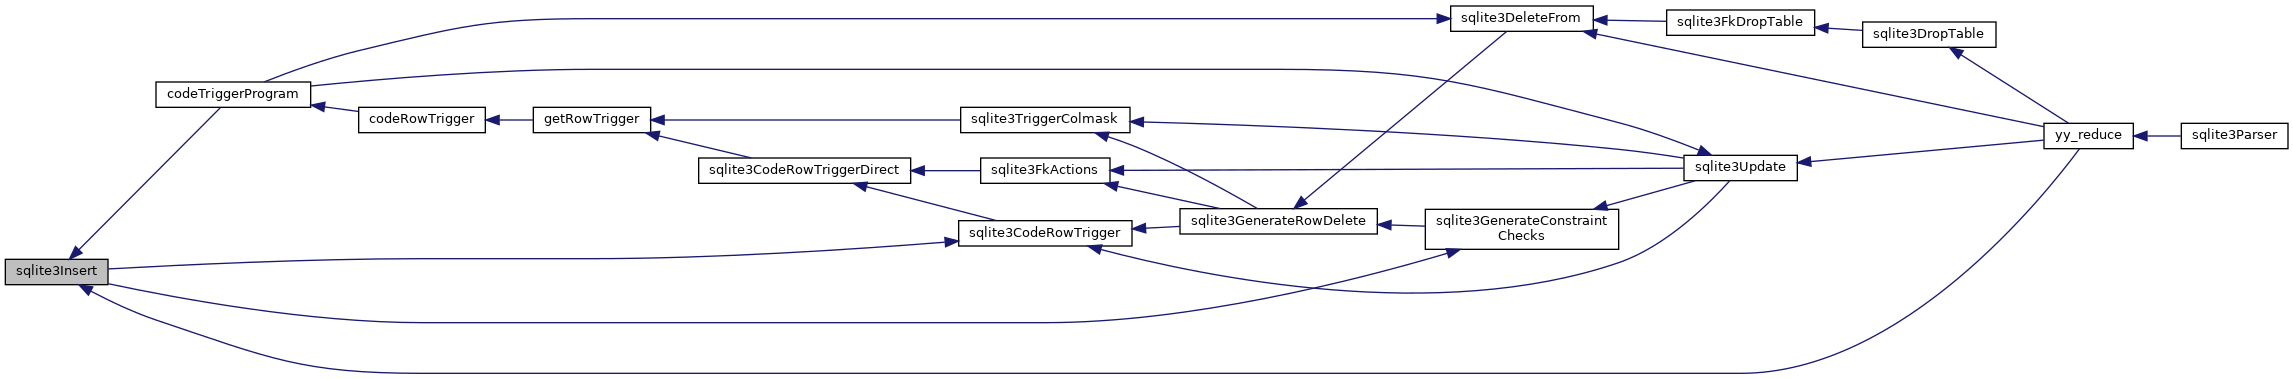 sqlite3DeleteFrom
sqlite3FkDropTable
sqlite3DropTable
codeTriggerProgram
codeRowTrigger
getRowTrigger
sqlite3TriggerColmask
yy_reduce
sqlite3Parser
sqlite3CodeRowTriggerDirect
sqlite3FkActions
sqlite3Update
sqlite3CodeRowTrigger
sqlite3GenerateRowDelete
sqlite3GenerateConstraint
Checks
sqlite3Insert